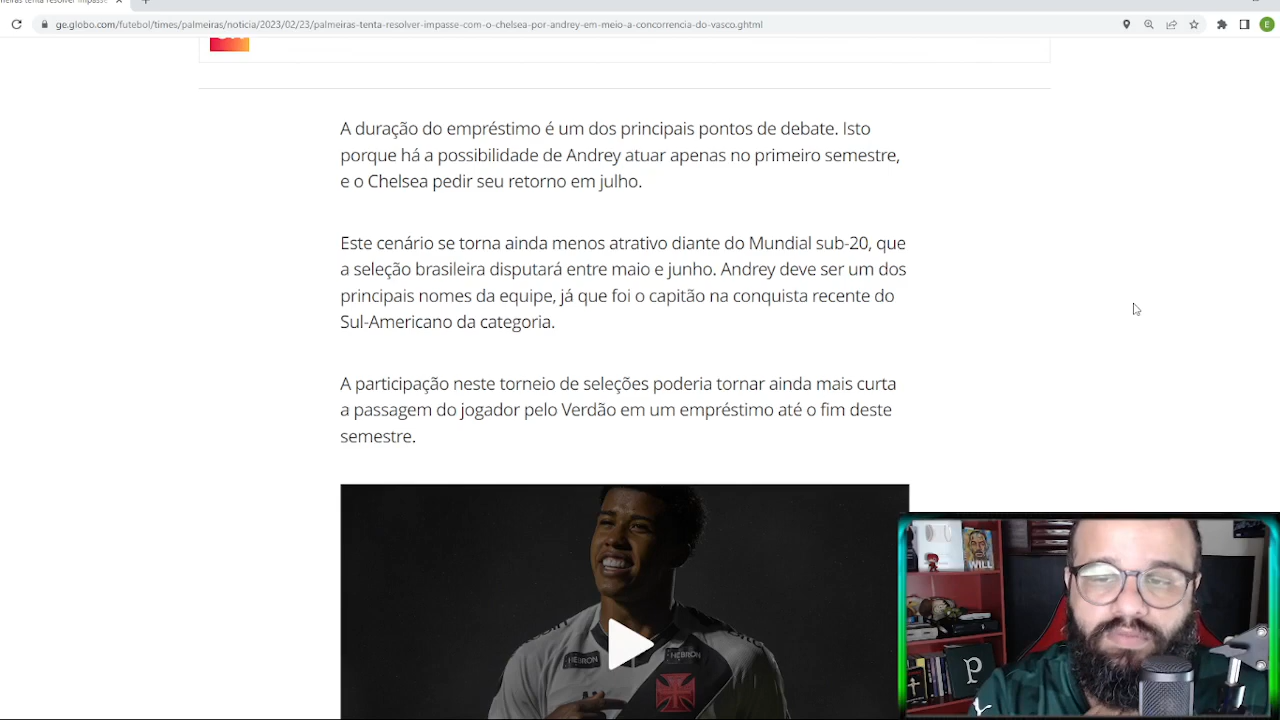 ge.globo.com/futebol/times/palmeiras/noticia/2023/02/23/palmeiras-tenta-resolver-impasse-com-o-chelsea-por-andrey-em-meio-a-concorrencia-do-vasco.ghtml
E
A duração do empréstimo é um dos principais pontos de debate. Isto
porque há a possibilidade de Andrey atuar apenas no primeiro semestre,
e o Chelsea pedir seu retorno em julho.
Este cenário se torna ainda menos atrativo diante do Mundial sub-20, que
a seleção brasileira disputará entre maio e junho. Andrey deve ser um dos
principais nomes da equipe, já que foi o capitão na conquista recente do
Sul-Americano da categoria.
A participação neste torneio de seleções poderia tornar ainda mais curta
a passagem do jogador pelo Verdão em um empréstimo até o fim deste
semestre.
HEBRON
HEBRON
WILL
P